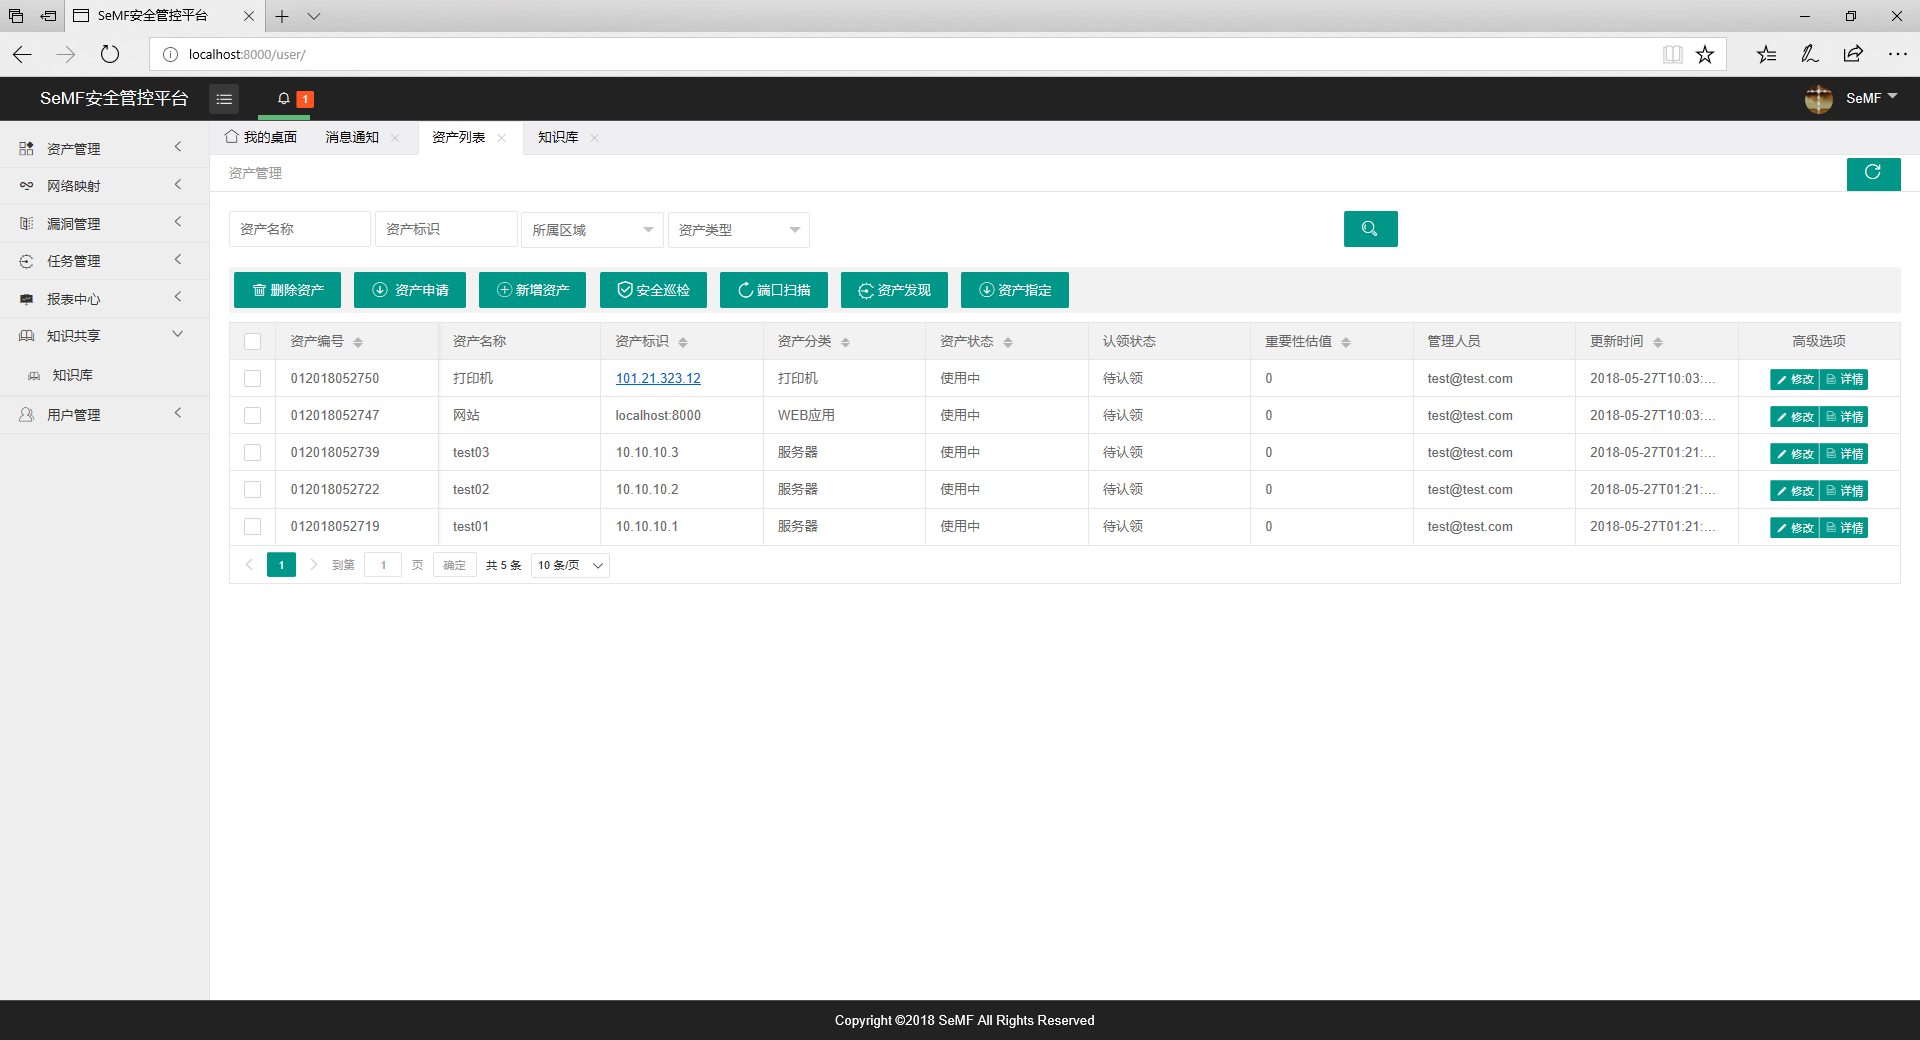 SeMF安全管控平台
localhost:8000/user/
SeMF安全管控平台 1 SeMF
我的桌面 消息通知 资产列表 知识库
资产管理
网络映射
漏洞管理
任务管理
报表中心
知识共享
知识库
用户管理
资产管理
资产名称 资产标识 所属区域 资产类型
删除资产 资产申请 新增资产 安全巡检 端口扫描 资产发现 资产指定
资产编号 资产名称 资产标识 资产分类 资产状态 认领状态 重要性估值 管理人员 更新时间 高级选项
012018052750 打印机 101.21.323.12 打印机 使用中 待认领 0 test@test.com 2018-05-27T10:03:... 修改 详情
012018052747 网站 localhost:8000 WEB应用 使用中 待认领 0 test@test.com 2018-05-27T10:03:... 修改 详情
012018052739 test03 10.10.10.3 服务器 使用中 待认领 0 test@test.com 2018-05-27T01:21:... 修改 详情
012018052722 test02 10.10.10.2 服务器 使用中 待认领 0 test@test.com 2018-05-27T01:21:... 修改 详情
012018052719 test01 10.10.10.1 服务器 使用中 待认领 0 test@test.com 2018-05-27T01:21:... 修改 详情
1 到第 1 页 确定 共 5 条 10 条/页
Copyright ©2018 SeMF All Rights Reserved